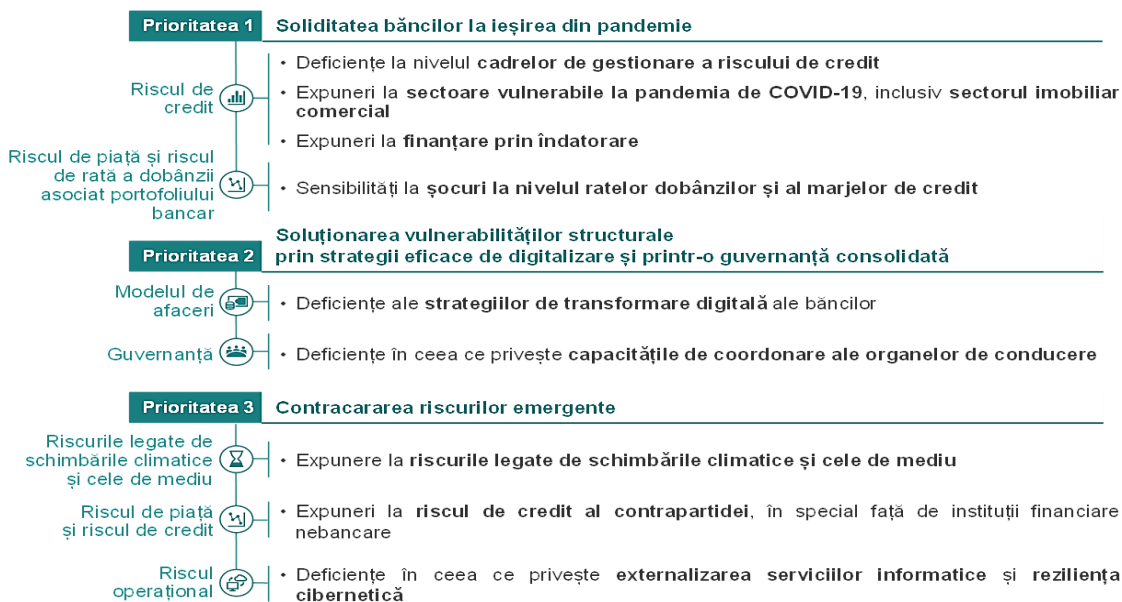 Prioritatea 1
Soliditatea băncilor la ieșirea din pandemie
Riscul de
credit
• Deficiențe la nivelul cadrelor de gestionare a riscului de credit
• Expuneri la sectoare vulnerabile la pandemia de COVID-19, inclusiv sectorul imobiliar
comercial
• Expuneri la finanțare prin îndatorare
Riscul de piață și riscul
de rată a dobânzii
asociat portofoliului
bancar
• Sensibilități la șocuri la nivelul ratelor dobânzilor și al marjelor de credit
Prioritatea 2
Soluționarea vulnerabilităților structurale
prin strategii eficace de digitalizare și printr-o guvernanță consolidată
Modelul de
afaceri
• Deficiențe ale strategiilor de transformare digitală ale băncilor
Guvernanță
• Deficiențe în ceea ce privește capacitățile de coordonare ale organelor de conducere
Prioritatea 3
Contracararea riscurilor emergente
Riscurile legate de
schimbările climatice
și cele de mediu
• Expunere la riscurile legate de schimbările climatice și cele de mediu
Riscul de piață
și riscul de credit
• Expuneri la riscul de credit al contrapartidei, în special față de instituții financiare
nebancare
Riscul
operațional
• Deficiențe în ceea ce privește externalizarea serviciilor informatice și reziliența
cibernetică